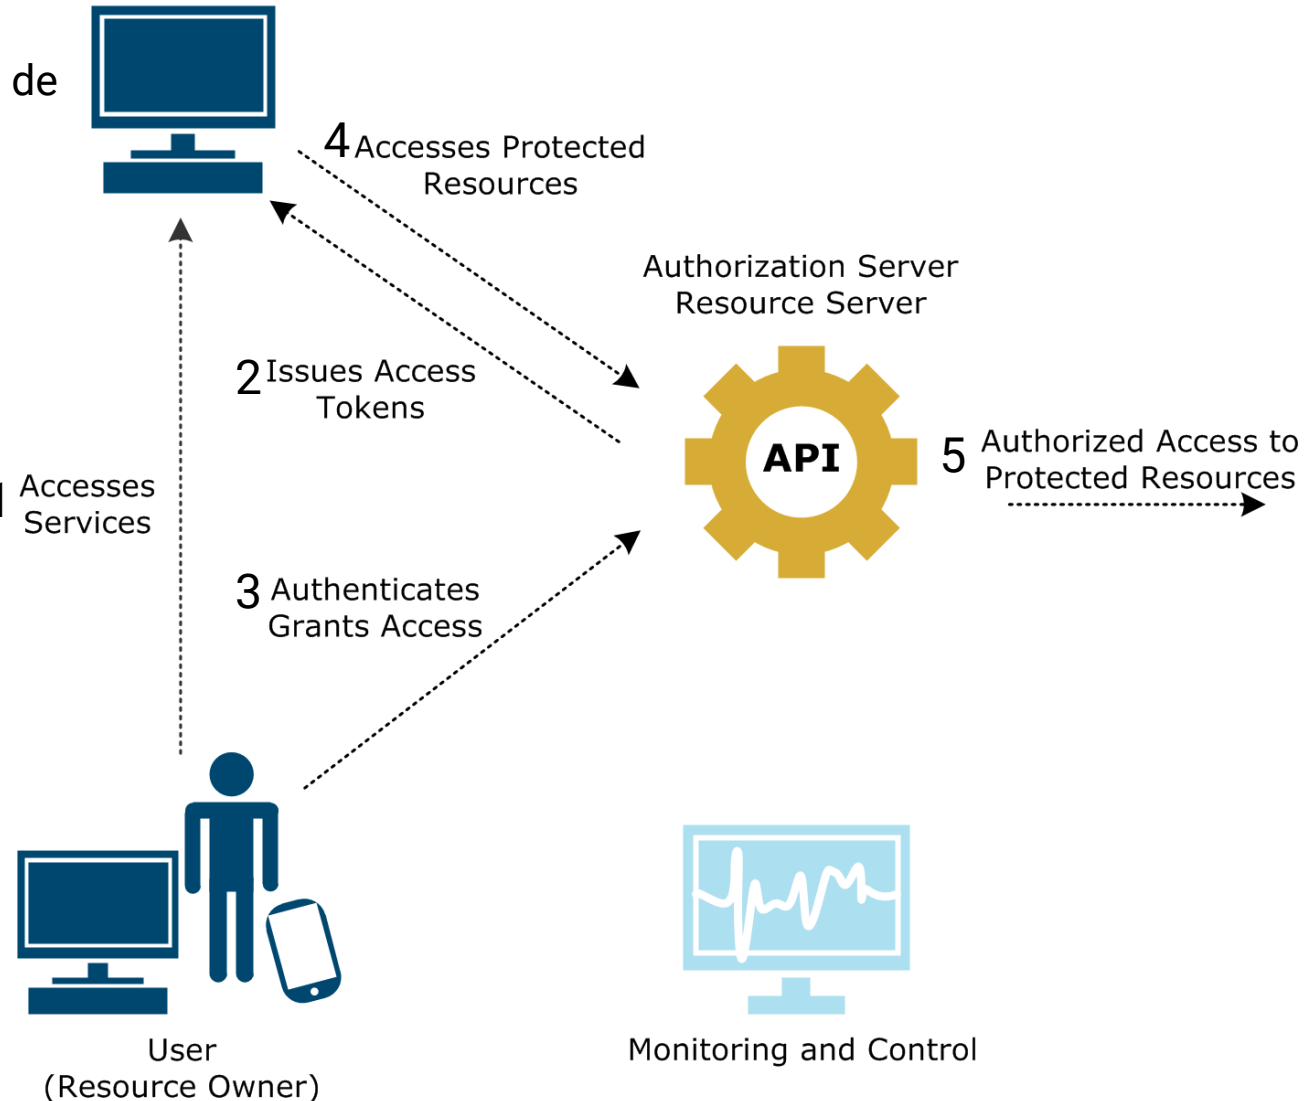 de
4 Accesses Protected
Resources
Authorization Server
Resource Server
2 Issues Access
Tokens
API
5 Authorized Access to
Protected Resources
Accesses
Services
3 Authenticates
Grants Access
User
(Resource Owner)
Monitoring and Control